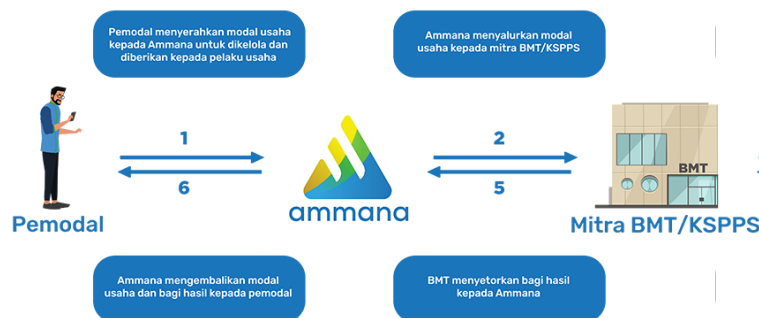 Pemodal menyerahkan modal usaha
kepada Ammana untuk dikelola dan
diberikan kepada pelaku usaha
Ammana menyalurkan modal
usaha kepada mitra BMT/KSPPS
1
2
6
5
BMT
ammana
Pemodal
Mitra BMT/KSPPS
Ammana mengembalikan modal
usaha dan bagi hasil kepada pemodal
BMT menyetorkan bagi hasil
kepada Ammana